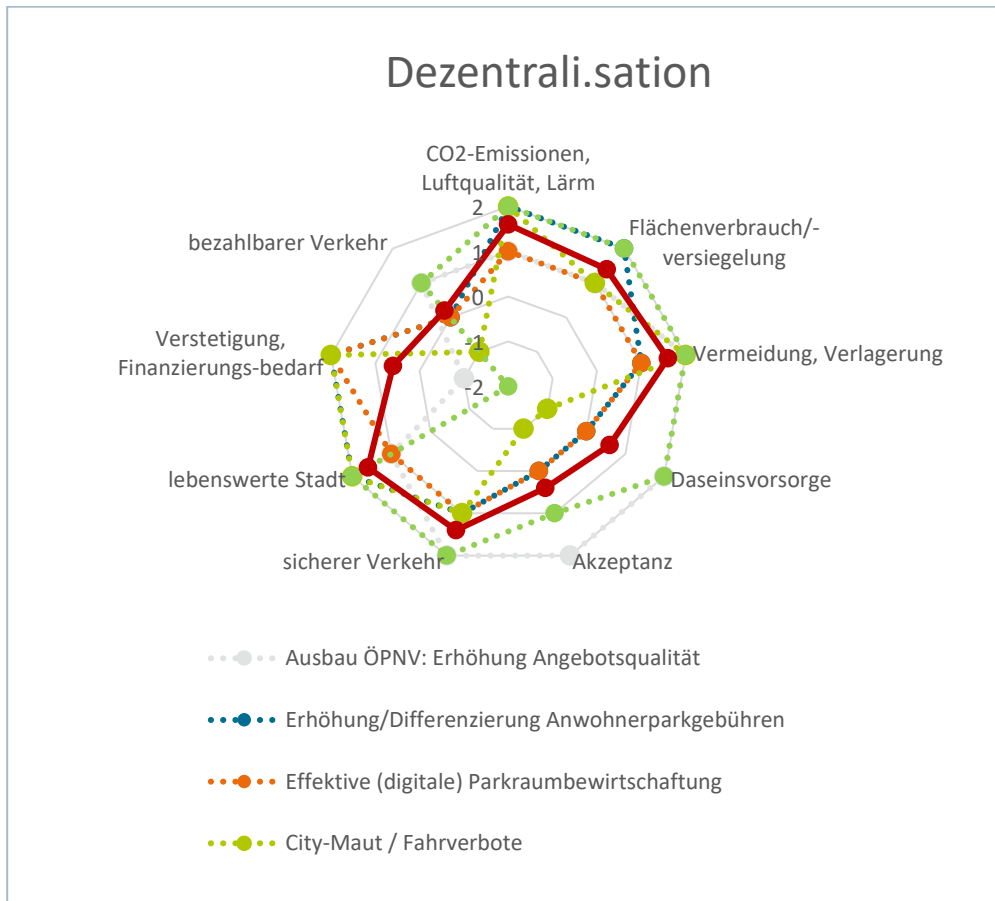 Dezentrali.sation
CO2-Emissionen,
Luftqualität, Lärm
Flächenverbrauch/-
versiegelung
Vermeidung, Verlagerung
Daseinsvorsorge
Akzeptanz
sicherer Verkehr
lebenswerte Stadt
Verstetigung,
Finanzierungs-bedarf
bezahlbarer Verkehr
2
1
0
-1
-2
Ausbau ÖPNV: Erhöhung Angebotsqualität
Erhöhung/Differenzierung Anwohnerparkgebühren
Effektive (digitale) Parkraumbewirtschaftung
City-Maut / Fahrverbote